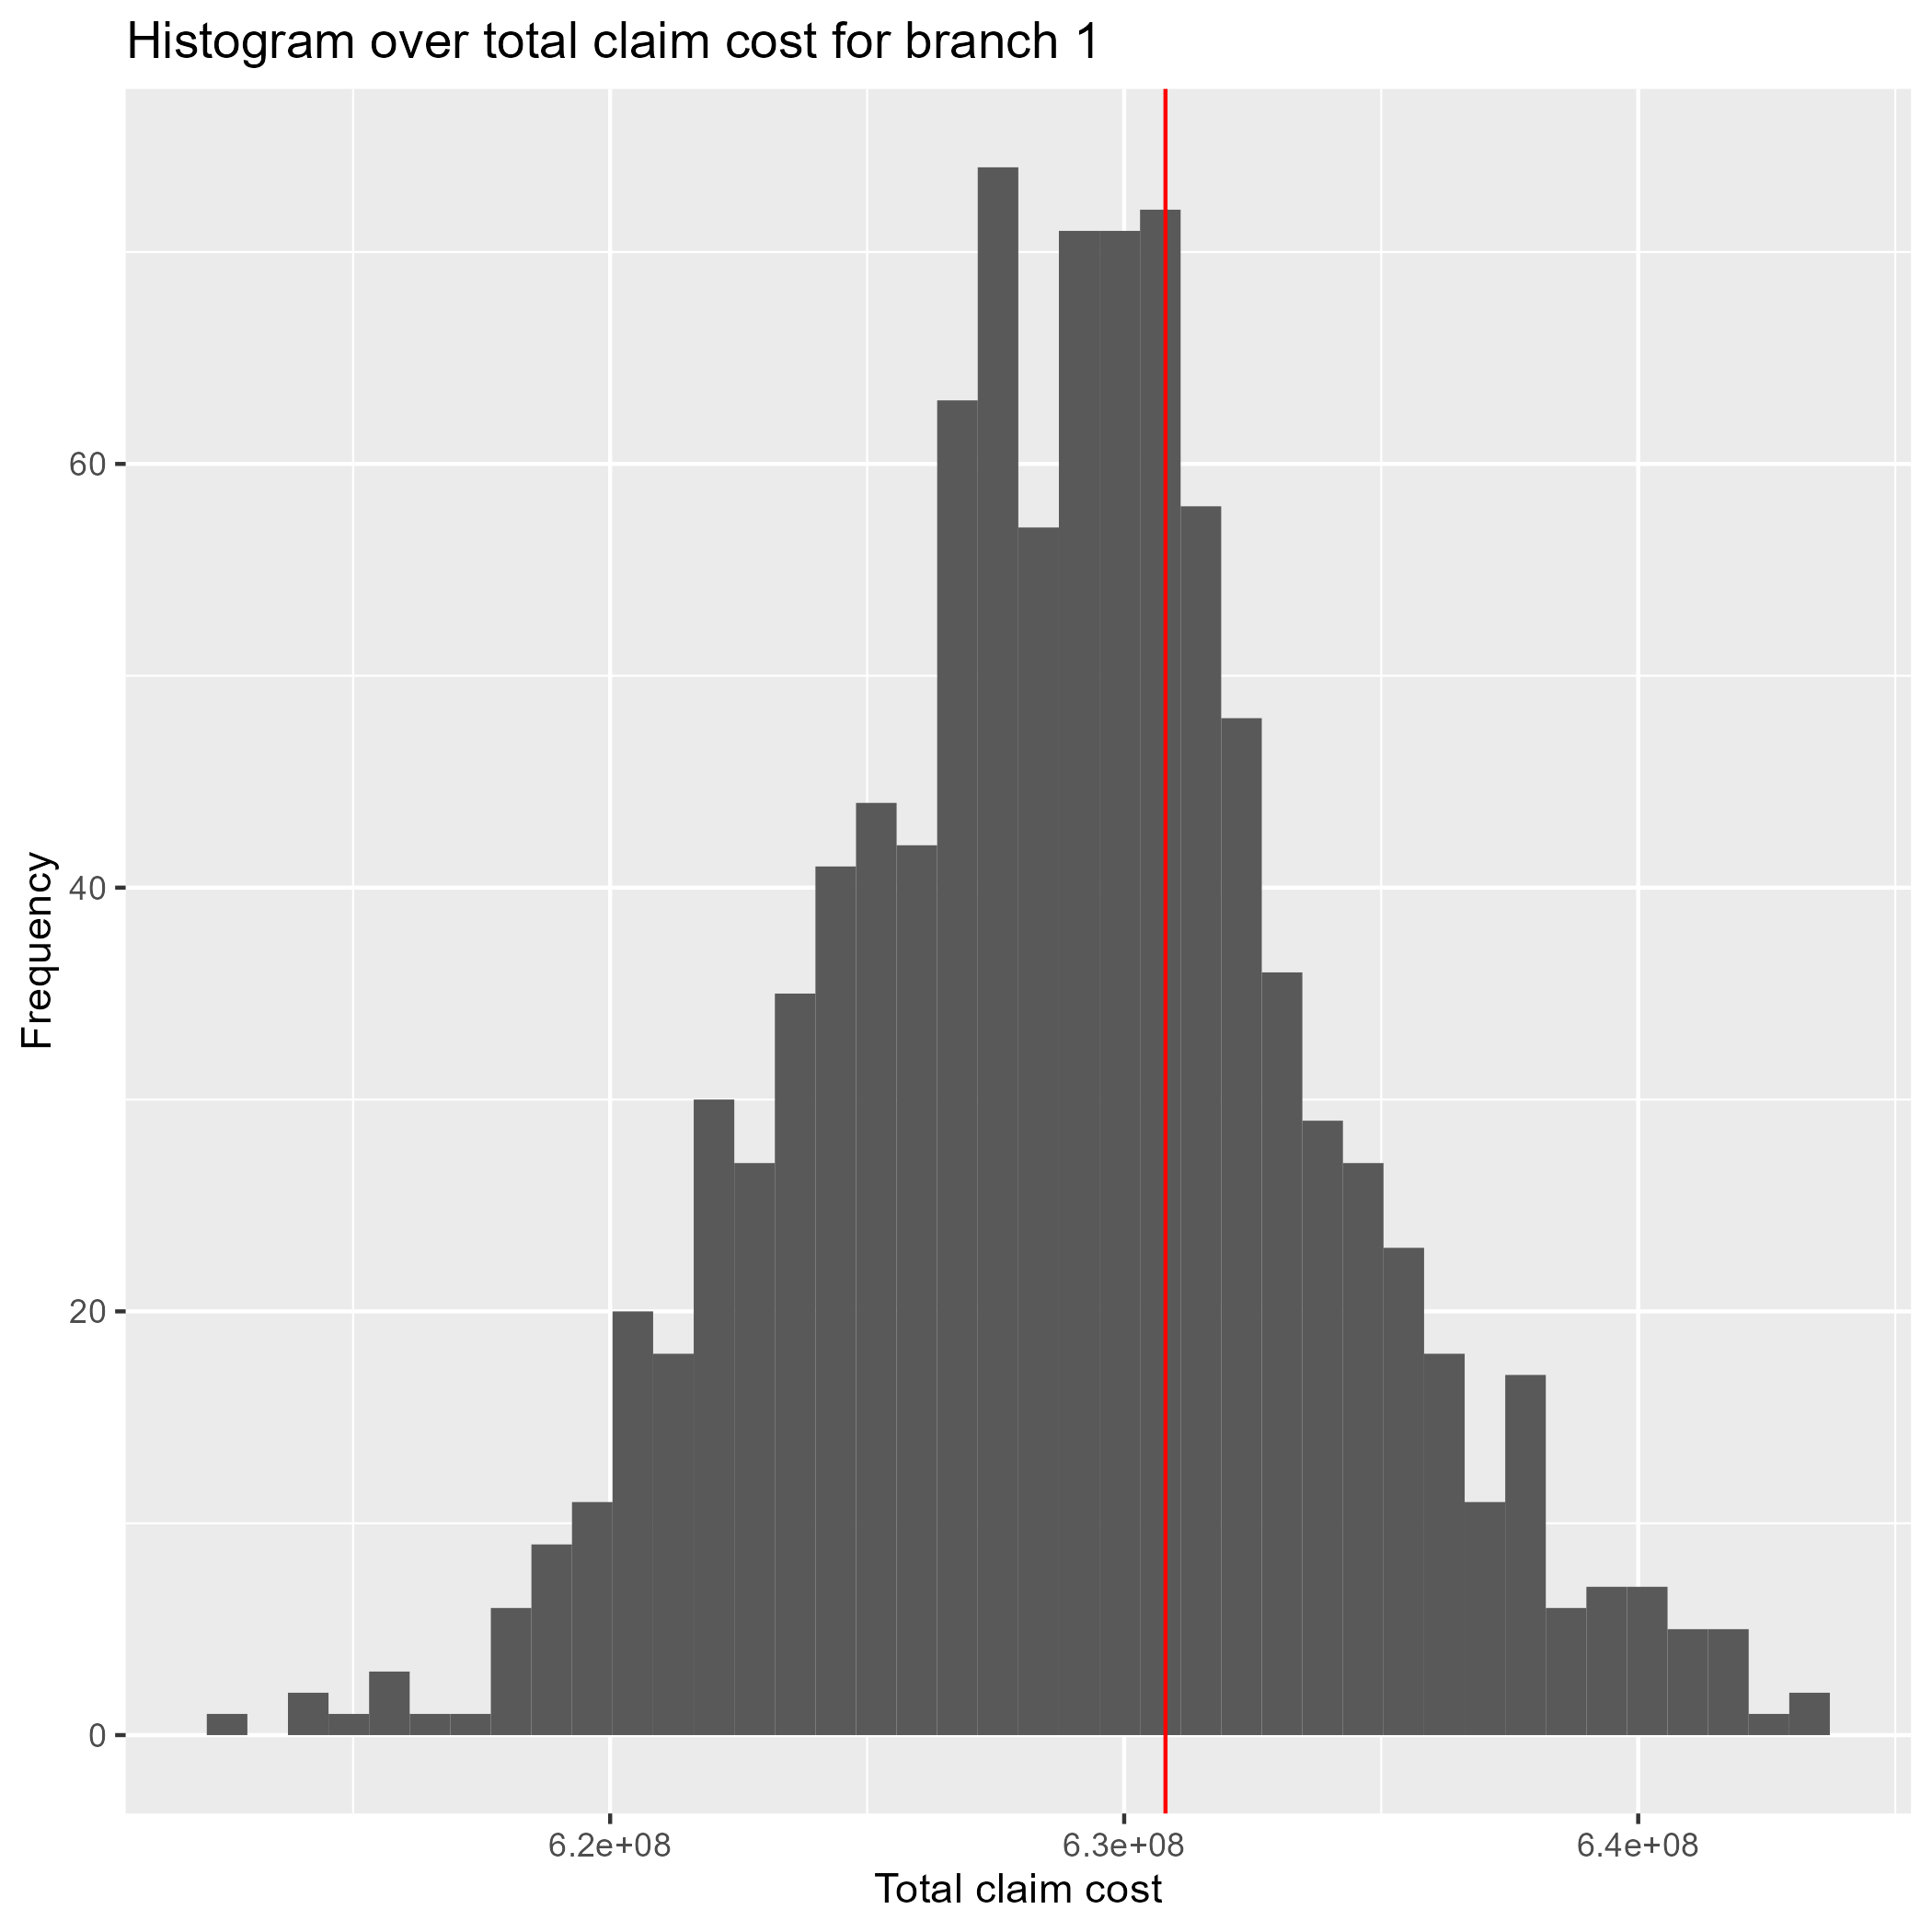 Histogram over total claim cost for branch 1
Frequency
60
40
20
0
6.2e+08 6.3e+08 6.4e+08
Total claim cost